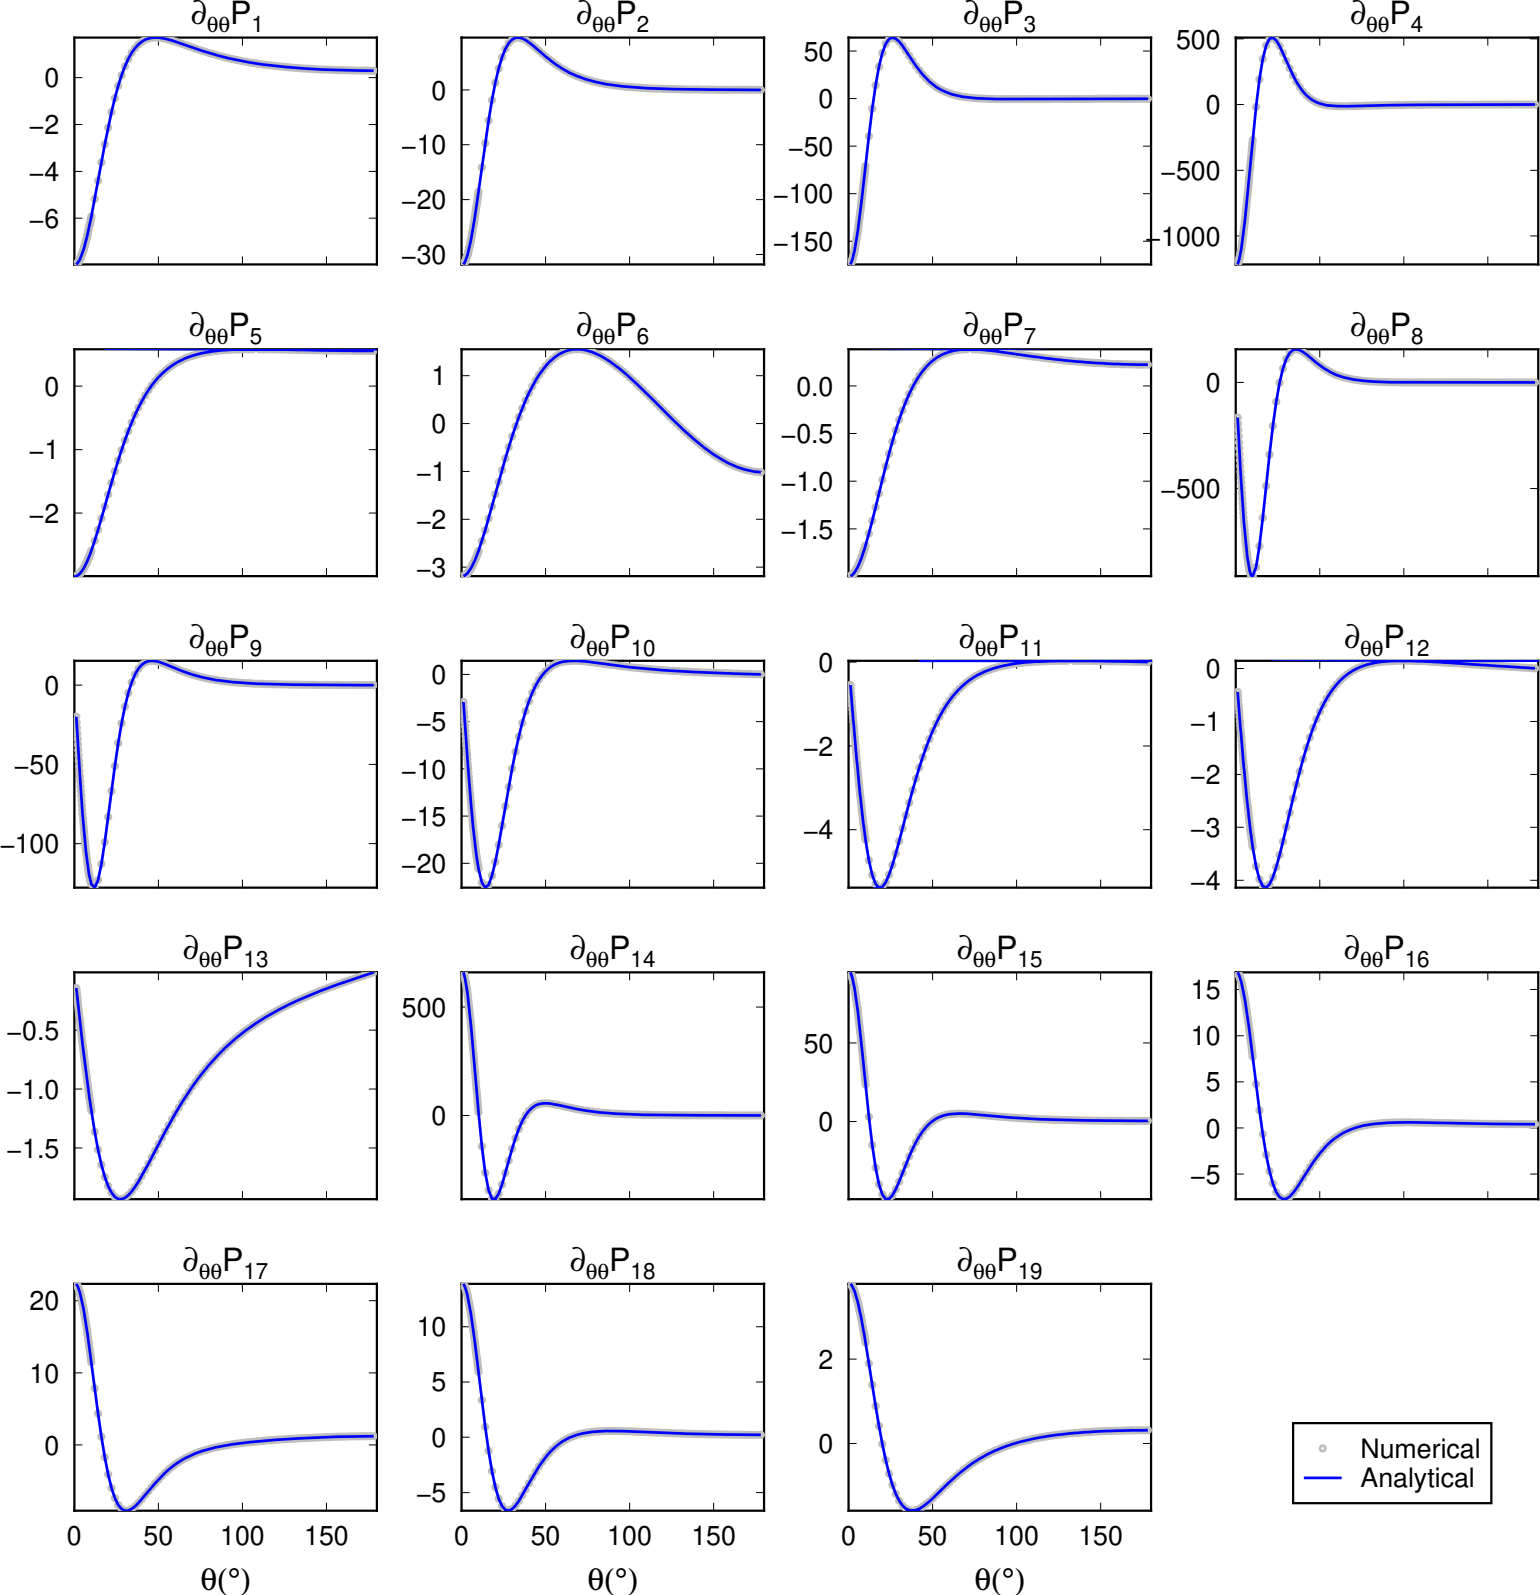 ∂θθP1 ∂θθP2 ∂θθP3 ∂θθP4
0 −2 −4 −6
0 −10 −20 −30
50 0 −50 −100 −150
500 0 −500 −1000
∂θθP5 ∂θθP6 ∂θθP7 ∂θθP8
0 −1 −2
1 0 −1 −2 −3
0.0 −0.5 −1.0 −1.5
0 −500
∂θθP9 ∂θθP10 ∂θθP11 ∂θθP12
0 −50 −100
0 −5 −10 −15 −20
0 −2 −4
0 −1 −2 −3 −4
∂θθP13 ∂θθP14 ∂θθP15 ∂θθP16
−0.5 −1.0 −1.5
500 0
50 0
15 10 5 0 −5
∂θθP17 ∂θθP18 ∂θθP19
20 10 0
10 5 0 −5
2 0
Numerical
Analytical
0 50 100 150 0 50 100 150 0 50 100 150
θ(°) θ(°) θ(°)